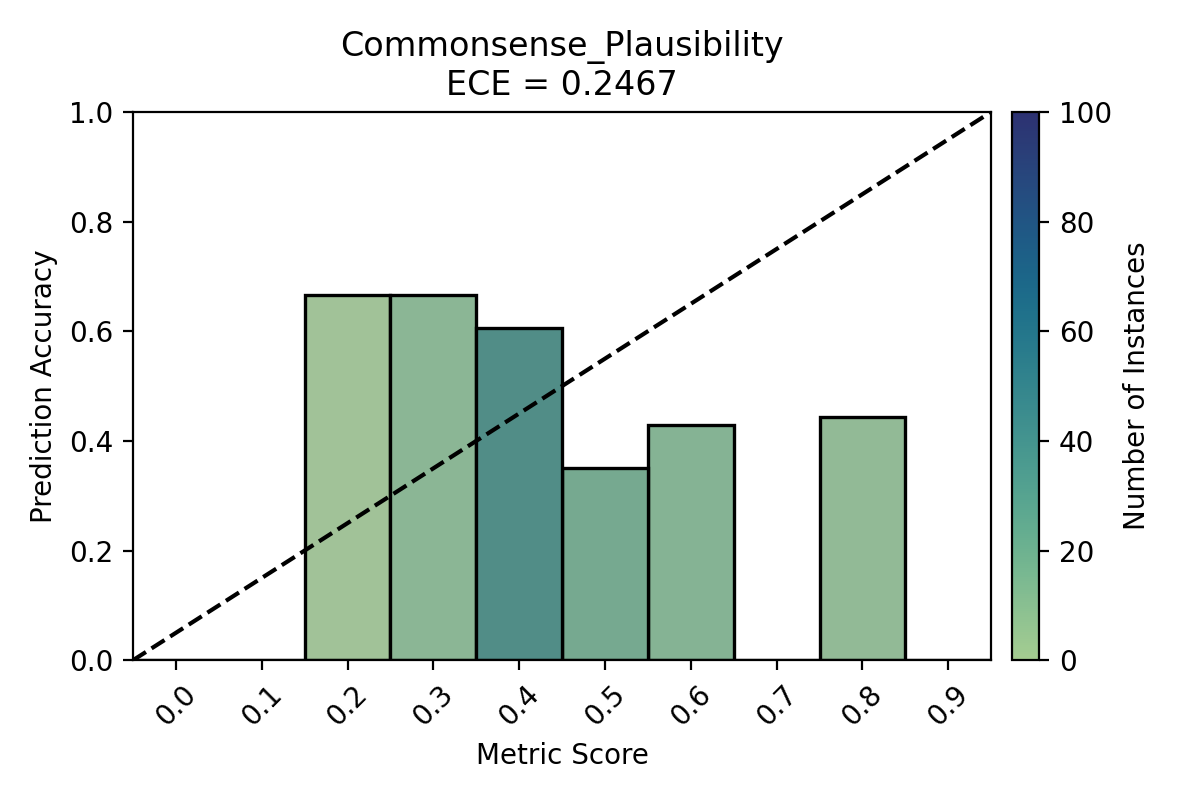 Commonsense_Plausibility
ECE = 0.2467
1.0
0.8
0.6
0.4
0.2
0.0
Prediction Accuracy
0.0 0.1 0.2 0.3 0.4 0.5 0.6 0.7 0.8 0.9
Metric Score
100
80
60
40
20
0
Number of Instances